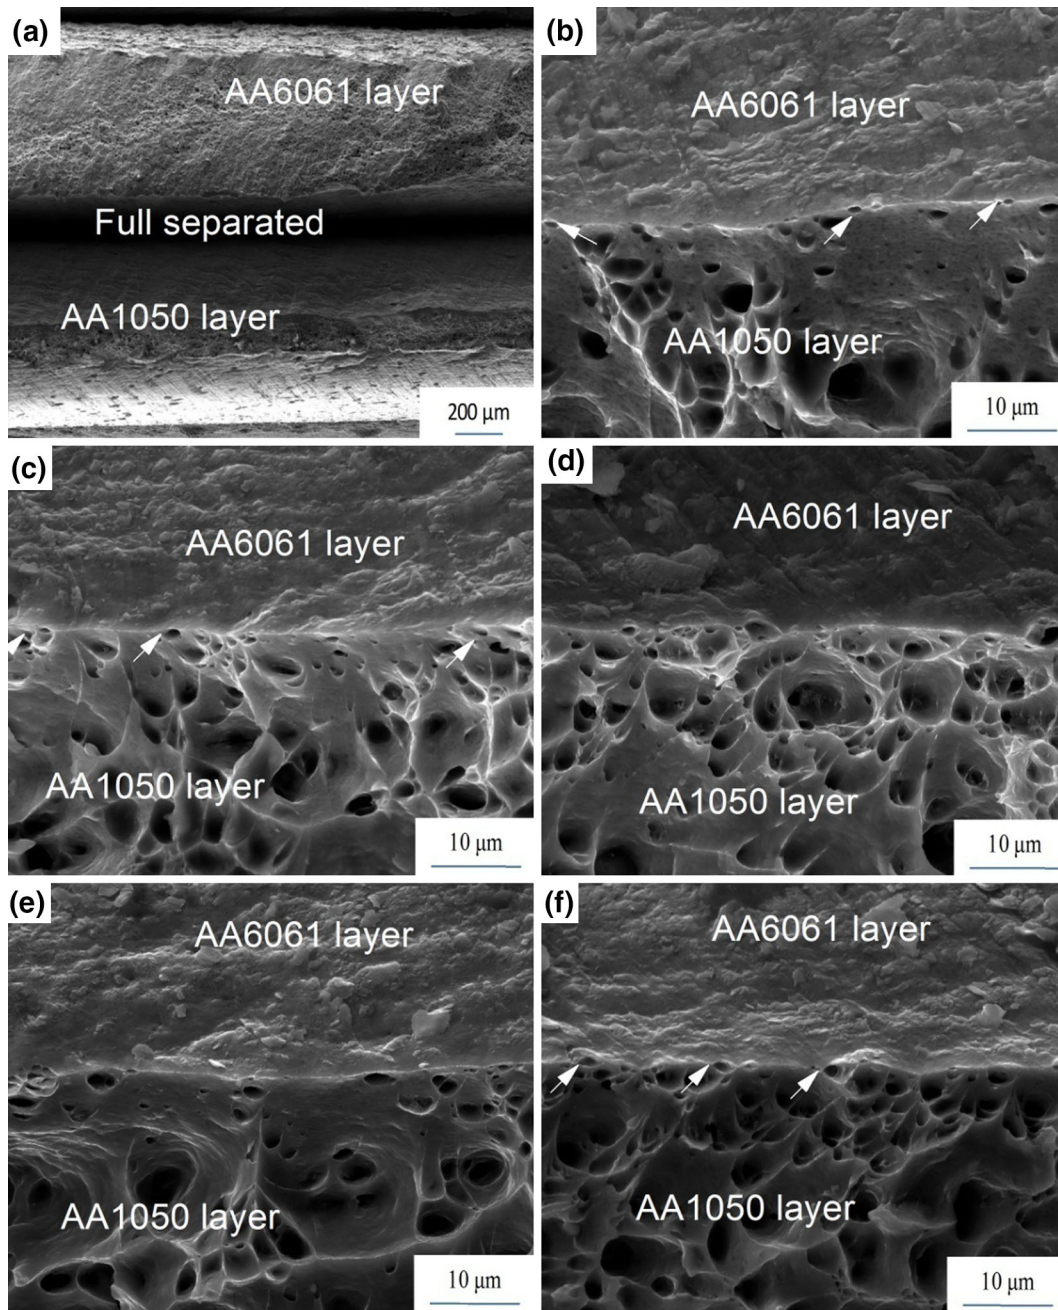 (a)
AA6061 layer
Full separated
AA1050 layer
200 μm
(b)
AA6061 layer
AA1050 layer
10 μm
(c)
AA6061 layer
AA1050 layer
10 μm
(d)
AA6061 layer
AA1050 layer
10 μm
(e)
AA6061 layer
AA1050 layer
10 μm
(f)
AA6061 layer
AA1050 layer
10 μm